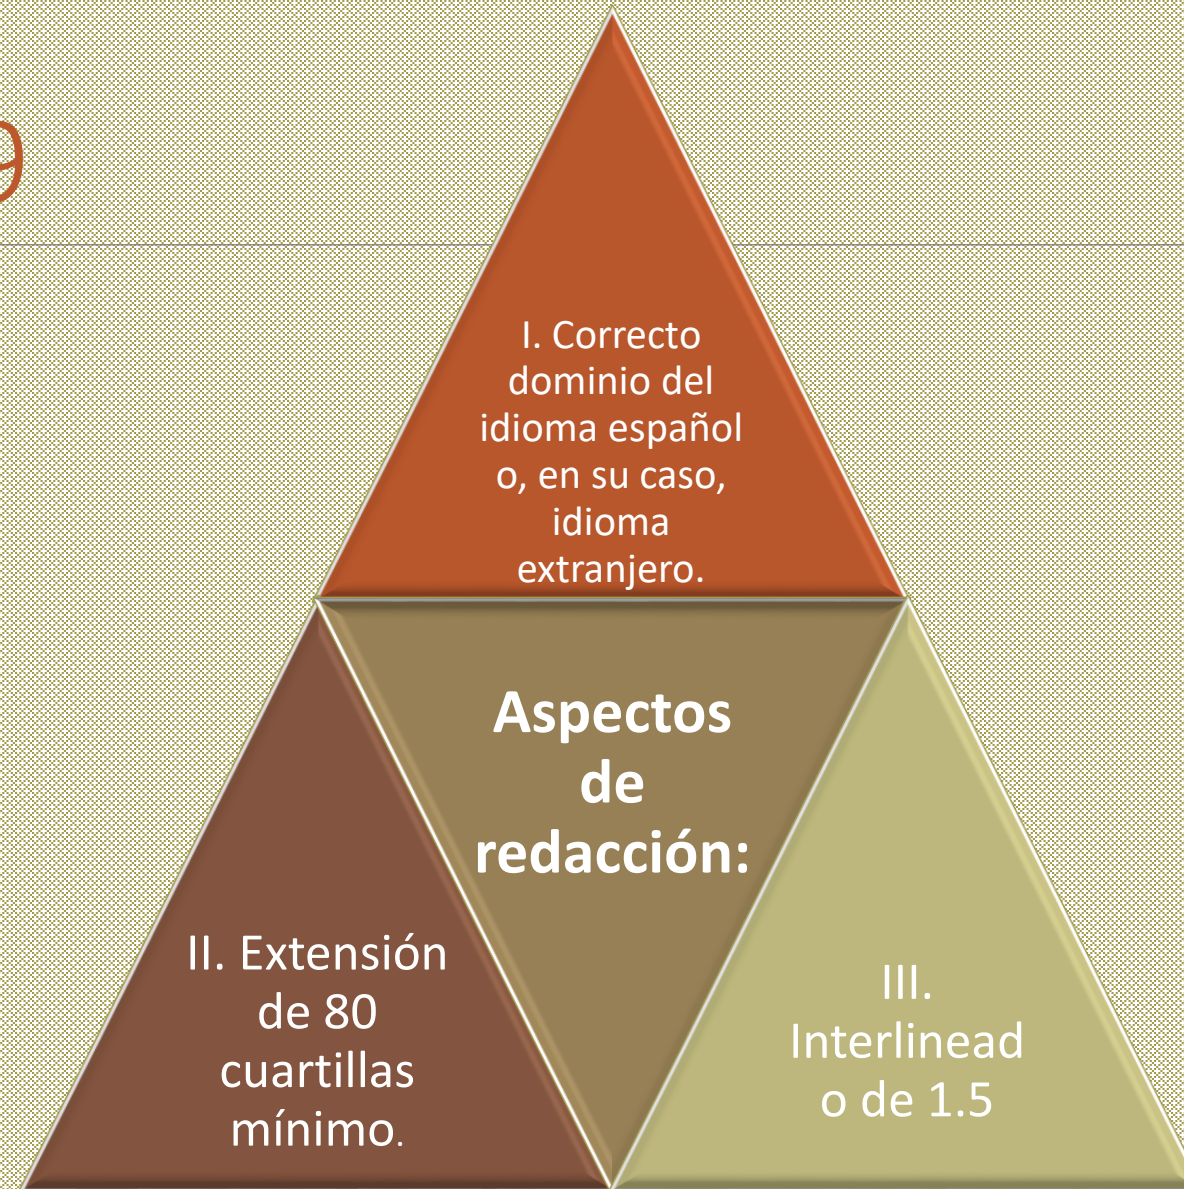 9
I. Correcto
dominio del
idioma español
o, en su caso,
idioma
extranjero.
Aspectos
de
redacción:
II. Extensión
de 80
cuartillas
mínimo.
III.
Interlinead
o de 1.5